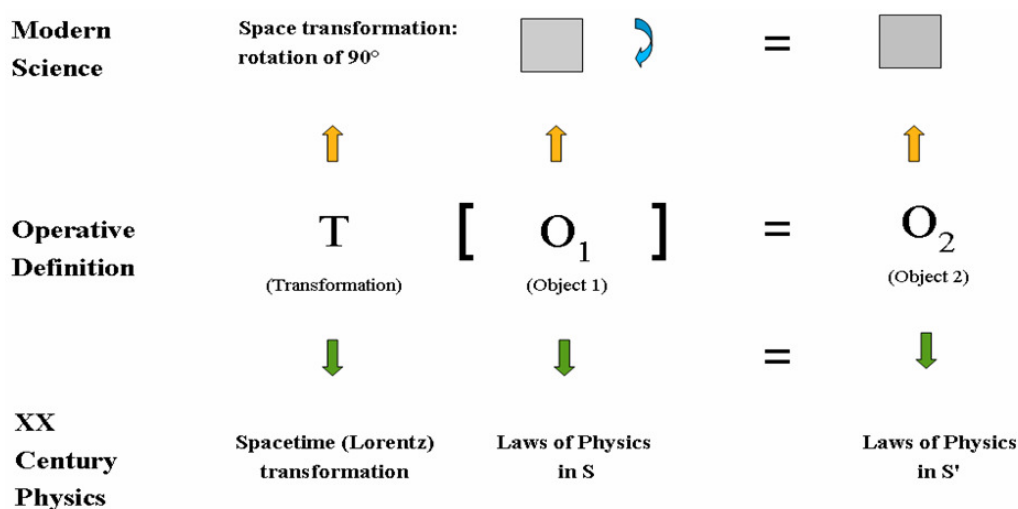 Modern
Science
Space transformation:
rotation of 90°
=
Operative
Definition
T
(Transformation)
[ O1 ]
(Object 1)
=
O2
(Object 2)
=
XX
Century
Physics
Spacetime (Lorentz)
transformation
Laws of Physics
in S
Laws of Physics
in S'